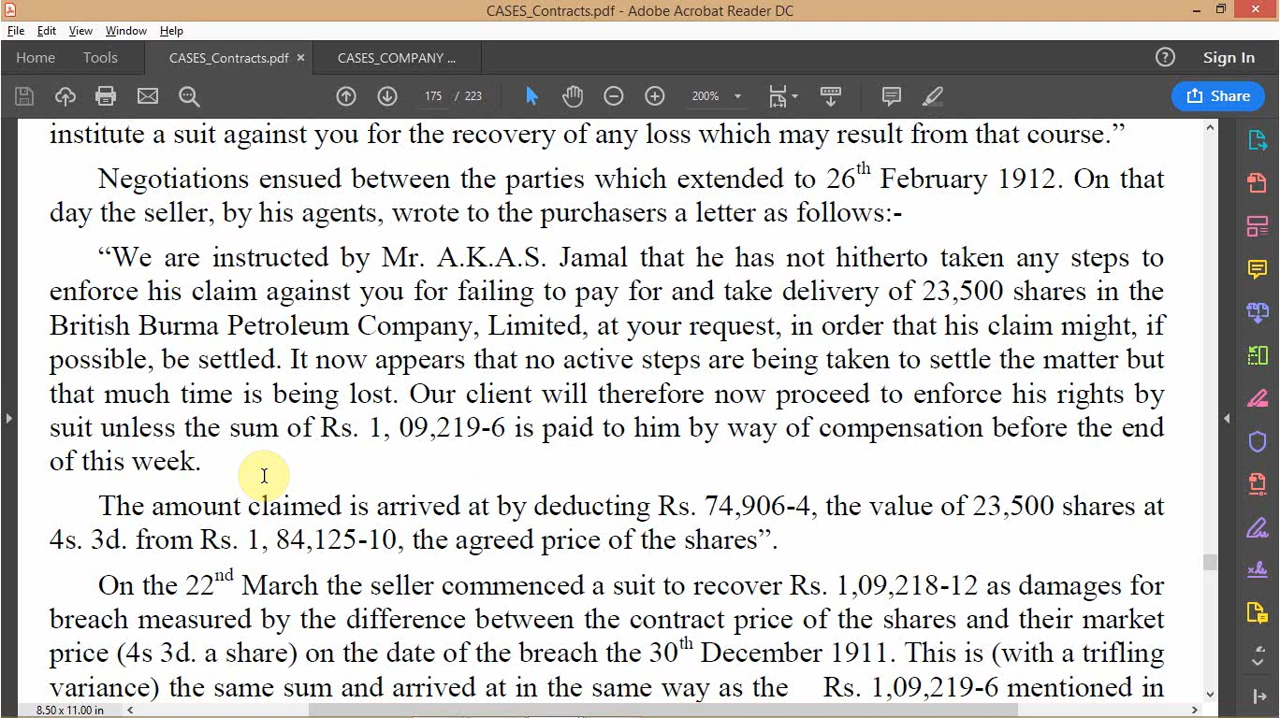 CASES_Contracts.pdf - Adobe Acrobat Reader DC
File Edit View Window Help
Home Tools CASES_Contracts.pdf × CASES_COMPANY ... Sign In
175 / 223 200% Share
institute a suit against you for the recovery of any loss which may result from that course.”
Negotiations ensued between the parties which extended to 26th February 1912. On that
day the seller, by his agents, wrote to the purchasers a letter as follows:-
“We are instructed by Mr. A.K.A.S. Jamal that he has not hitherto taken any steps to
enforce his claim against you for failing to pay for and take delivery of 23,500 shares in the
British Burma Petroleum Company, Limited, at your request, in order that his claim might, if
possible, be settled. It now appears that no active steps are being taken to settle the matter but
that much time is being lost. Our client will therefore now proceed to enforce his rights by
suit unless the sum of Rs. 1, 09,219-6 is paid to him by way of compensation before the end
of this week.
The amount claimed is arrived at by deducting Rs. 74,906-4, the value of 23,500 shares at
4s. 3d. from Rs. 1, 84,125-10, the agreed price of the shares”.
On the 22nd March the seller commenced a suit to recover Rs. 1,09,218-12 as damages for
breach measured by the difference between the contract price of the shares and their market
price (4s 3d. a share) on the date of the breach the 30th December 1911. This is (with a trifling
variance) the same sum and arrived at in the same way as the Rs. 1,09,219-6 mentioned in
8.50 x 11.00 in